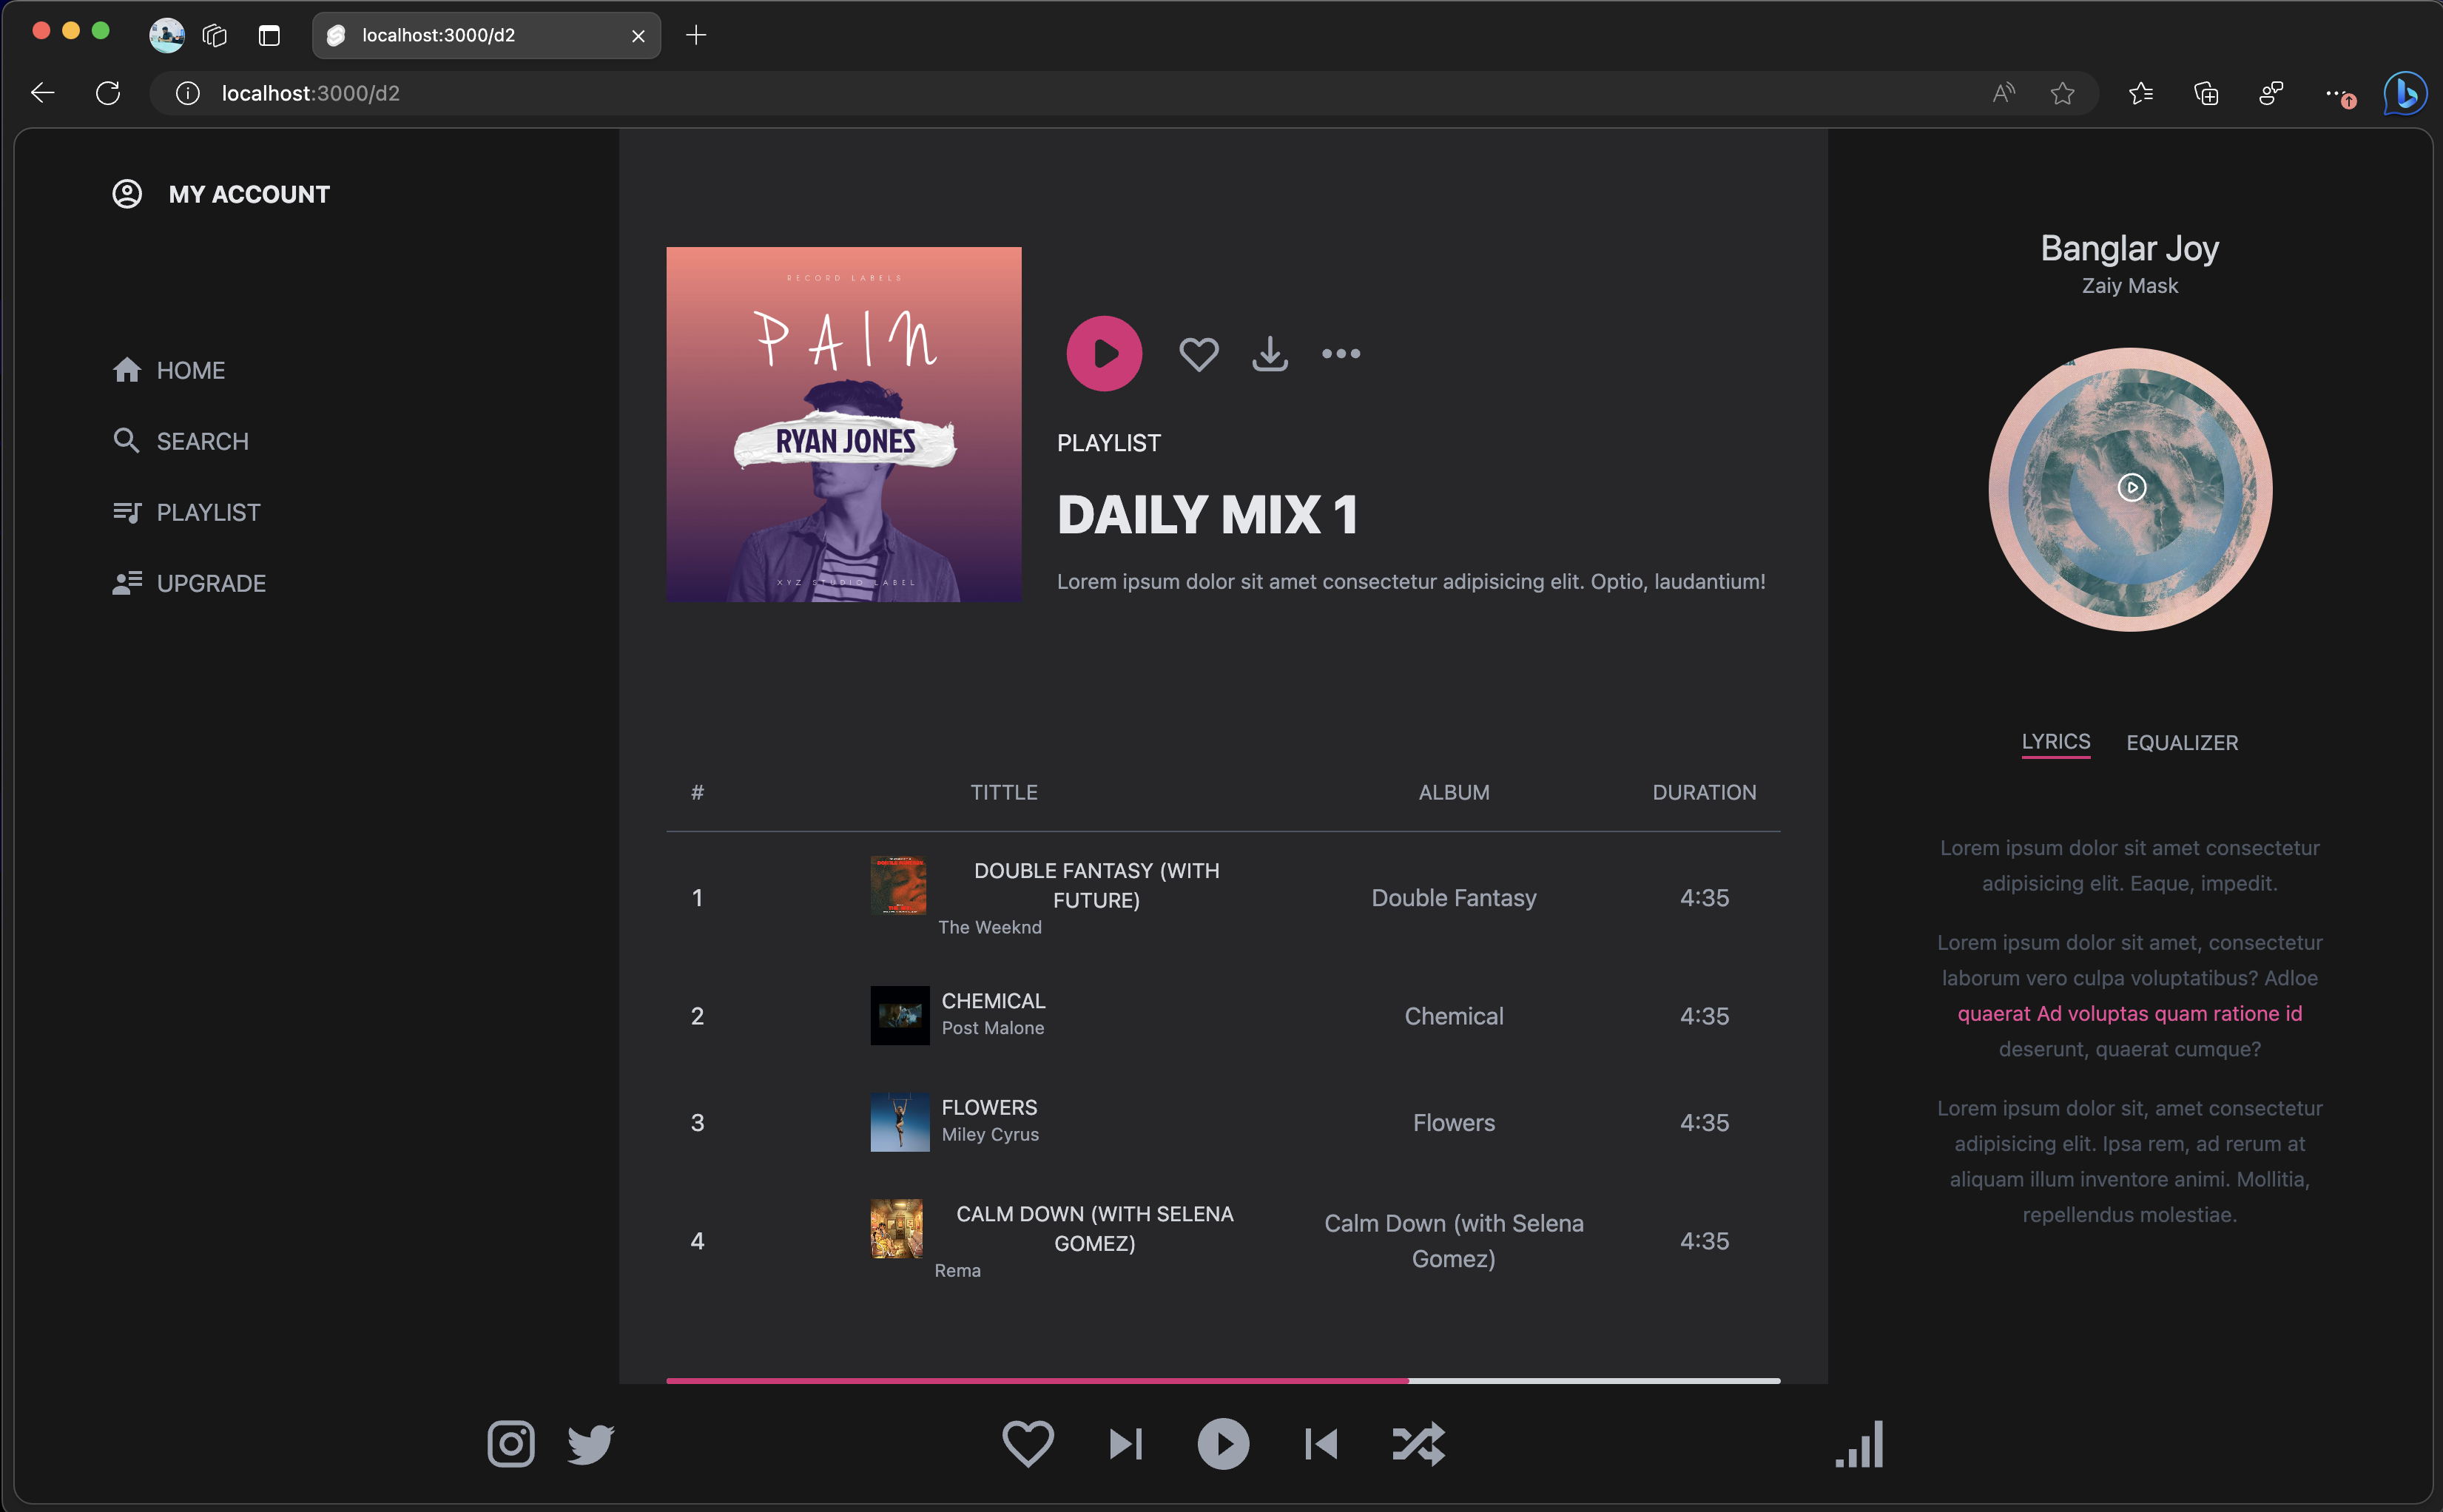 localhost:3000/d2
localhost:3000/d2
MY ACCOUNT
HOME
SEARCH
PLAYLIST
UPGRADE
RECORD LABELS
PAIN
RYAN JONES
XYZ STUDIO LABEL
PLAYLIST
DAILY MIX 1
Lorem ipsum dolor sit amet consectetur adipisicing elit. Optio, laudantium!
# TITTLE ALBUM DURATION
1 DOUBLE FANTASY (WITH
FUTURE)
The Weeknd
Double Fantasy 4:35
2 CHEMICAL
Post Malone
Chemical 4:35
3 FLOWERS
Miley Cyrus
Flowers 4:35
4 CALM DOWN (WITH SELENA
GOMEZ)
Rema
Calm Down (with Selena
Gomez)
4:35
Banglar Joy
Zaiy Mask
LYRICS EQUALIZER
Lorem ipsum dolor sit amet consectetur
adipisicing elit. Eaque, impedit.
Lorem ipsum dolor sit amet, consectetur
laborum vero culpa voluptatibus? Adloe
quaerat Ad voluptas quam ratione id
deserunt, quaerat cumque?
Lorem ipsum dolor sit, amet consectetur
adipisicing elit. Ipsa rem, ad rerum at
aliquam illum inventore animi. Mollitia,
repellendus molestiae.